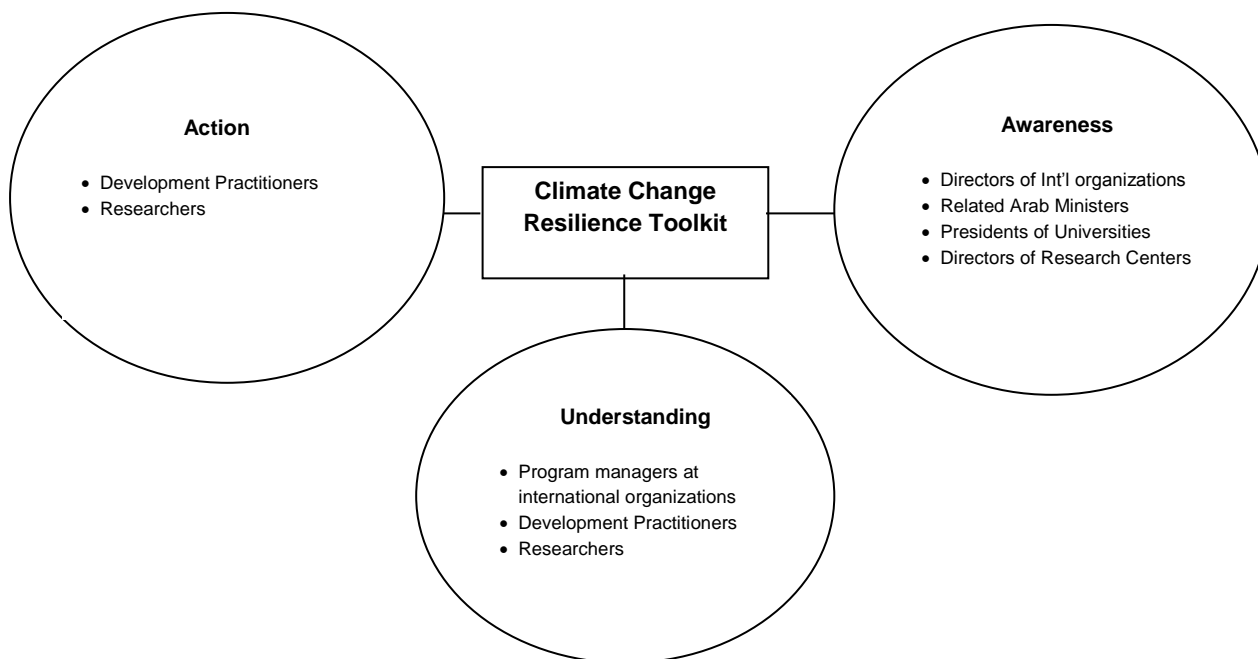 Action
• Development Practitioners
• Researchers
Climate Change
Resilience Toolkit
Awareness
• Directors of Int'l organizations
• Related Arab Ministers
• Presidents of Universities
• Directors of Research Centers
Understanding
• Program managers at
international organizations
• Development Practitioners
• Researchers